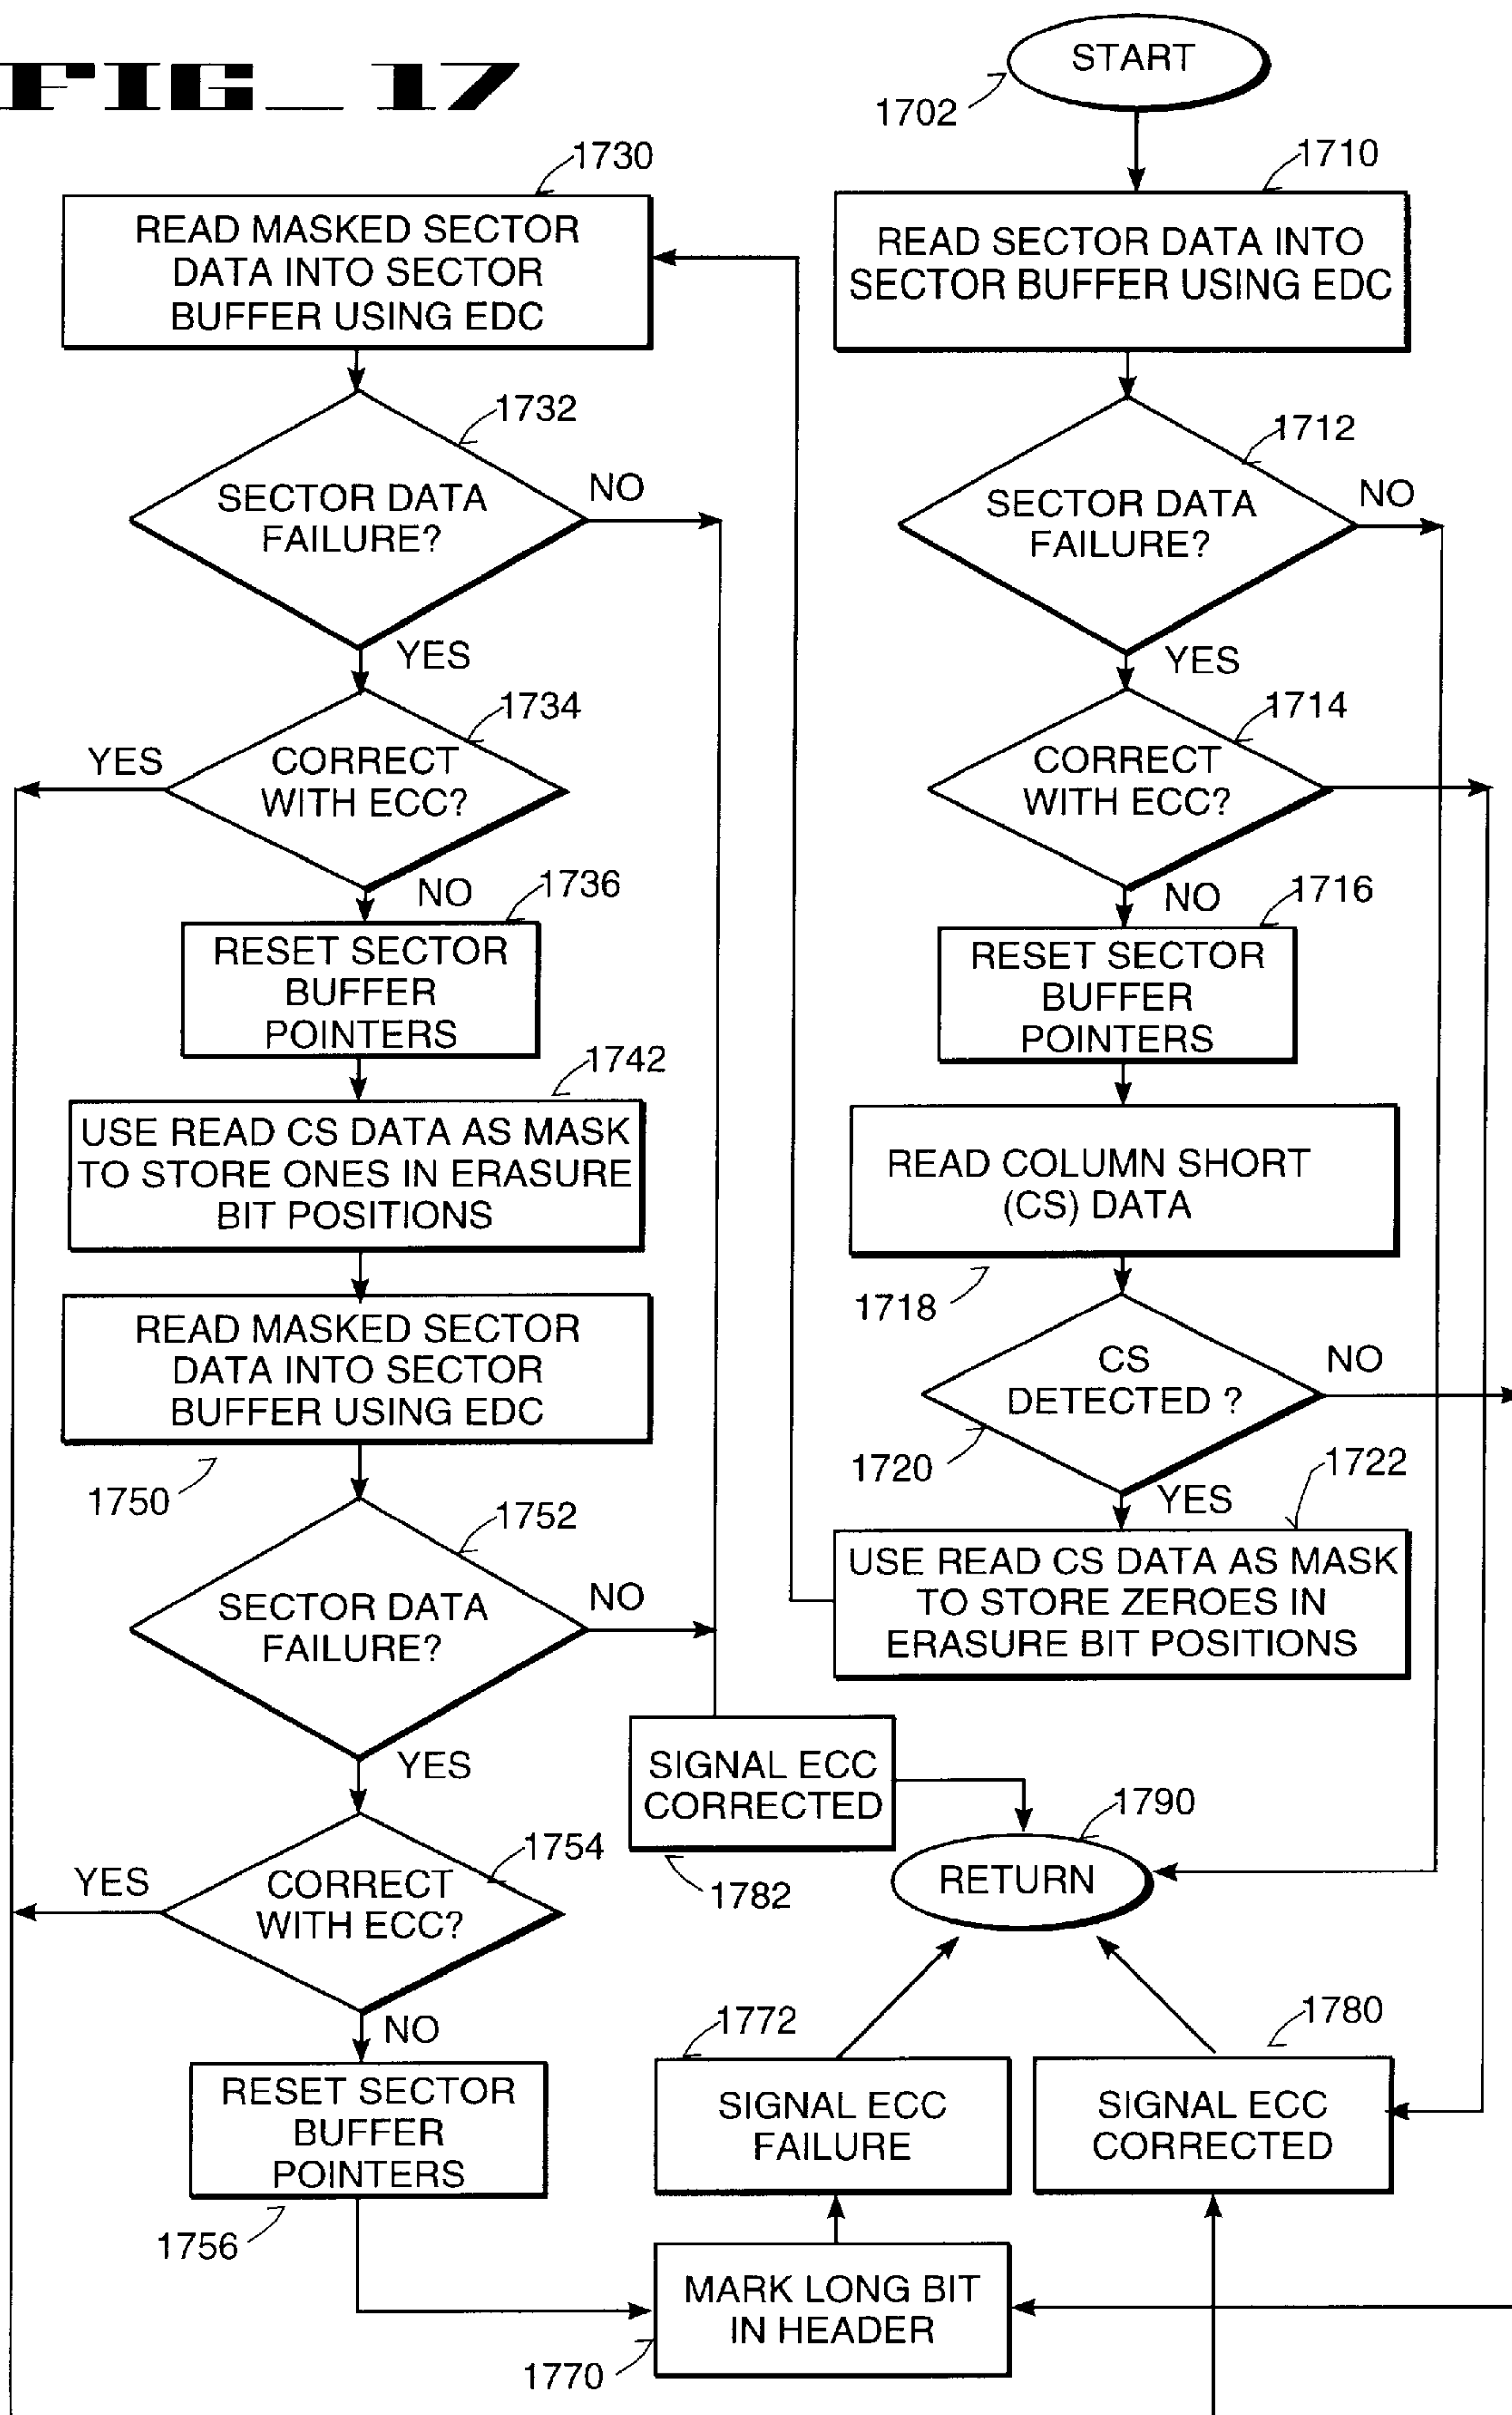 FIG_ 17
START
1702
1710
READ SECTOR DATA INTO
SECTOR BUFFER USING EDC
1712
SECTOR DATA
FAILURE?
NO
YES
1714
CORRECT
WITH ECC?
NO
1716
RESET SECTOR
BUFFER
POINTERS
READ COLUMN SHORT
(CS) DATA
1718
CS
DETECTED ?
NO
1720
YES
1722
USE READ CS DATA AS MASK
TO STORE ZEROES IN
ERASURE BIT POSITIONS
1730
READ MASKED SECTOR
DATA INTO SECTOR
BUFFER USING EDC
1732
SECTOR DATA
FAILURE?
NO
YES
1734
YES
CORRECT
WITH ECC?
NO
1736
RESET SECTOR
BUFFER
POINTERS
1742
USE READ CS DATA AS MASK
TO STORE ONES IN ERASURE
BIT POSITIONS
READ MASKED SECTOR
DATA INTO SECTOR
BUFFER USING EDC
1750
1752
SECTOR DATA
FAILURE?
NO
YES
1754
YES
CORRECT
WITH ECC?
NO
RESET SECTOR
BUFFER
POINTERS
1756
SIGNAL ECC
CORRECTED
1782
1790
RETURN
1772
SIGNAL ECC
FAILURE
1780
SIGNAL ECC
CORRECTED
MARK LONG BIT
IN HEADER
1770